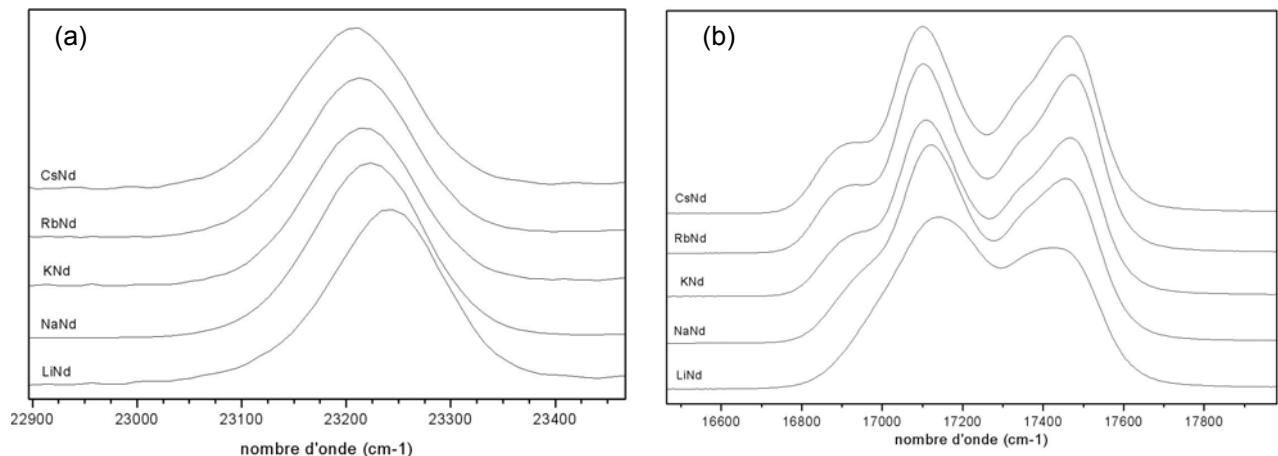 (a)
CsNd
RbNd
KNd
NaNd
LiNd
22900 23000 23100 23200 23300 23400
nombre d'onde (cm-1)
(b)
CsNd
RbNd
KNd
NaNd
LiNd
16600 16800 17000 17200 17400 17600 17800
nombre d'onde (cm-1)